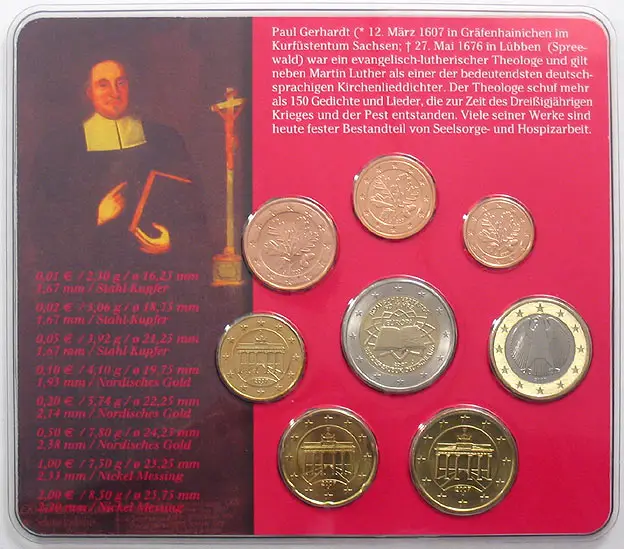 Paul Gerhardt (* 12. März 1607 in Gräfenhainichen im
Kurfüstentum Sachsen; † 27. Mai 1676 in Lübben (Spree-
wald) war ein evangelisch-lutherischer Theologe und gilt
neben Martin Luther als einer der bedeutendsten deutsch-
sprachigen Kirchenlieddichter. Der Theologe schuf mehr
als 150 Gedichte und Lieder, die zur Zeit des Dreißigjährigen
Krieges und der Pest entstanden. Viele seiner Werke sind
heute fester Bestandteil von Seelsorge- und Hospizarbeit.
0,01 € / 2,30 g / ø 16,25 mm
1,67 mm / Stahl-Kupfer
0,02 € / 3,06 g / ø 18,75 mm
1,67 mm / Stahl-Kupfer
0,05 € / 3,92 g / ø 21,25 mm
1,67 mm / Stahl-Kupfer
0,10 € / 4,10 g / ø 19,75 mm
1,93 mm / Nordisches Gold
0,20 € / 5,74 g / ø 22,25 mm
2,14 mm / Nordisches Gold
0,50 € / 7,80 g / ø 24,25 mm
2,38 mm / Nordisches Gold
1,00 € / 7,50 g / ø 23,25 mm
2,33 mm / Nickel Messing
2,00 € / 8,50 g / ø 25,75 mm
mm / Nickel Messing
EUROPA
2007
2007